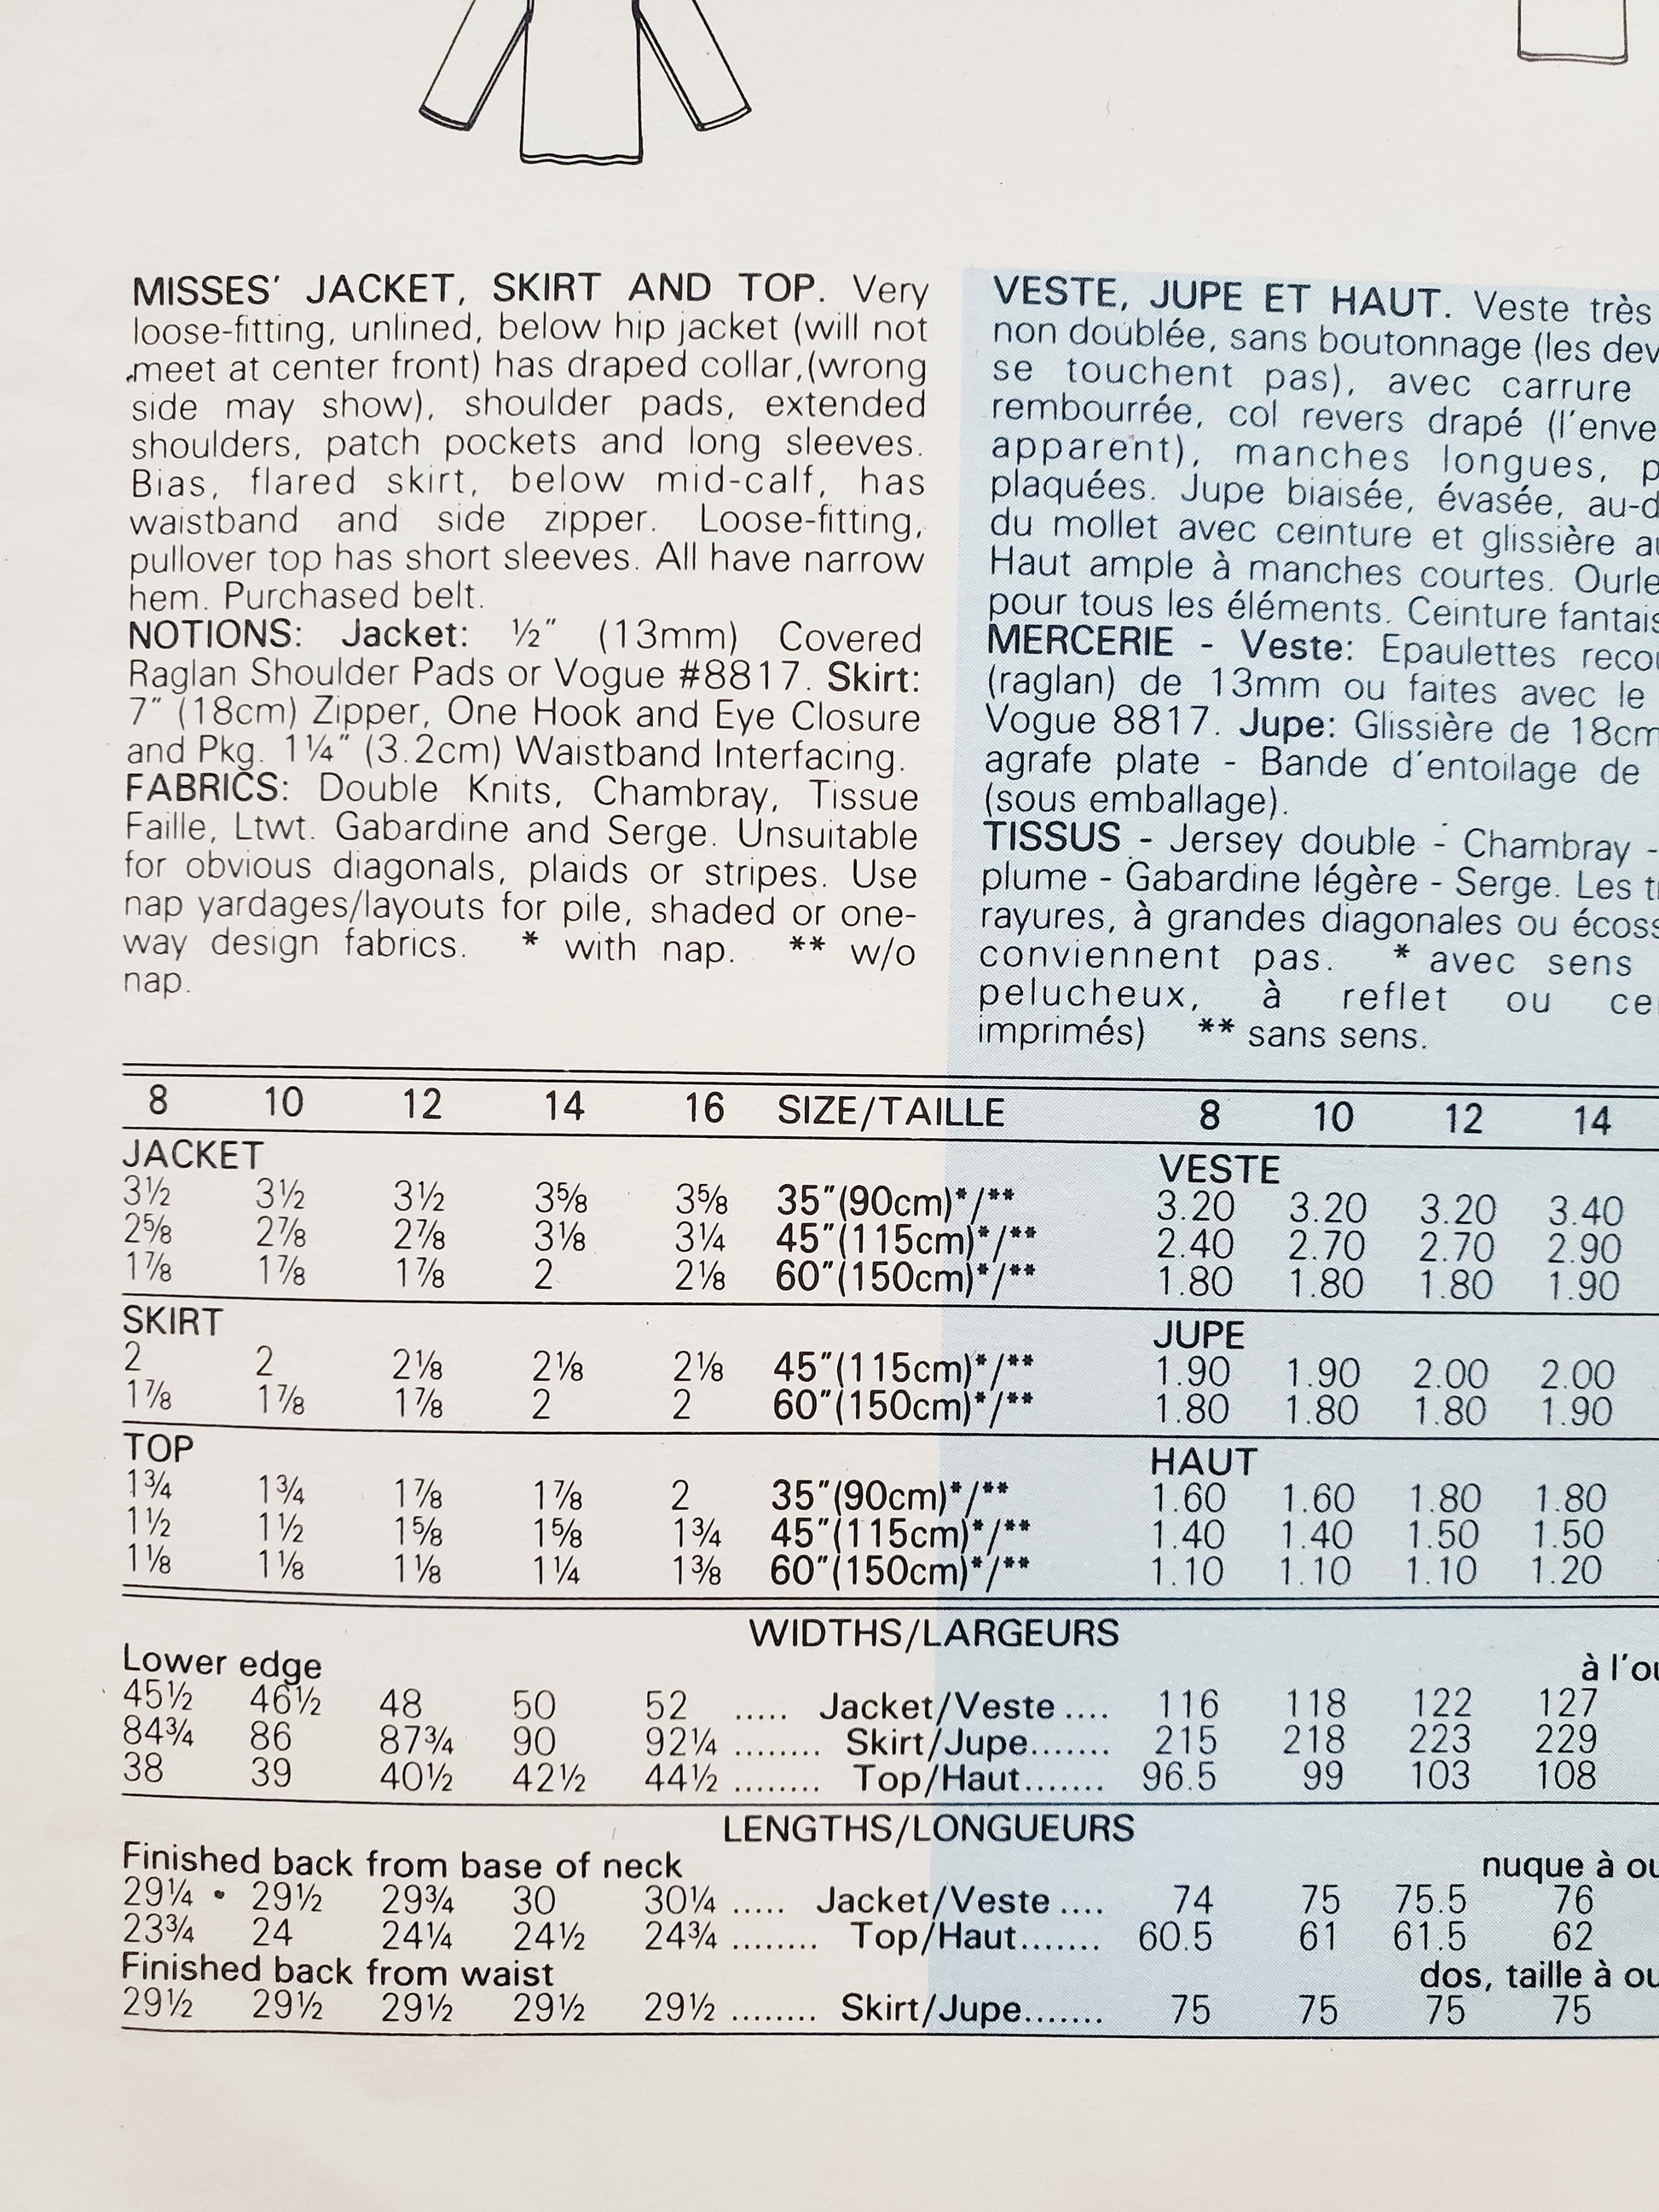 MISSES' JACKET, SKIRT AND TOP. Very
loose-fitting, unlined, below hip jacket (will not
meet at center front) has draped collar,(wrong
side may show), shoulder pads, extended
shoulders, patch pockets and long sleeves.
Bias, flared skirt, below mid-calf, has
waistband and side zipper. Loose-fitting,
pullover top has short sleeves. All have narrow
hem. Purchased belt.
NOTIONS: Jacket: ½" (13mm) Covered
Raglan Shoulder Pads or Vogue #8817. Skirt:
7" (18cm) Zipper, One Hook and Eye Closure
and Pkg. 1¼" (3.2cm) Waistband Interfacing.
FABRICS: Double Knits, Chambray, Tissue
Faille, Ltwt. Gabardine and Serge. Unsuitable
for obvious diagonals, plaids or stripes. Use
nap yardages/layouts for pile, shaded or one-
way design fabrics. * with nap. ** w/o
nap.
VESTE, JUPE ET HAUT. Veste très
non doublée, sans boutonnage (les
se touchent pas), avec carrure
rembourrée, col revers drapé
apparent), manches longues,
plaquées. Jupe biaisée, évasée,
du mollet avec ceinture et glissière
Haut ample à manches courtes.
pour tous les éléments. Ceinture
MERCERIE - Veste: Epaulettes
(raglan) de 13mm ou faites avec le
Vogue 8817. Jupe: Glissière de 18cm
agrafe plate - Bande d'entoilage de
(sous emballage).
TISSUS - Jersey double - Chambray -
plume - Gabardine légère - Serge. Les
rayures, à grandes diagonales ou
conviennent pas. * avec sens
pelucheux, à reflet ou
imprimés) ** sans sens.
8 10 12 14 16 SIZE/TAILLE 8 10 12 14
JACKET VESTE
3½ 3½ 3½ 3⅝ 3⅝ 35"(90cm)*/** 3.20 3.20 3.20 3.40
2⅝ 2⅞ 2⅞ 3⅛ 3¼ 45"(115cm)*/** 2.40 2.70 2.70 2.90
1⅞ 1⅞ 1⅞ 2 2⅛ 60"(150cm)*/** 1.80 1.80 1.80 1.90
SKIRT JUPE
2 2 2⅛ 2⅛ 2⅛ 45"(115cm)*/** 1.90 1.90 2.00 2.00
1⅞ 1⅞ 1⅞ 2 2 60"(150cm)*/** 1.80 1.80 1.80 1.90
TOP HAUT
1¾ 1¾ 1⅞ 1⅞ 2 35"(90cm)*/** 1.60 1.60 1.80 1.80
1½ 1½ 1⅝ 1⅝ 1¾ 45"(115cm)*/** 1.40 1.40 1.50 1.50
1⅛ 1⅛ 1⅛ 1¼ 1⅜ 60"(150cm)*/** 1.10 1.10 1.10 1.20
WIDTHS/LARGEURS
Lower edge à
45½ 46½ 48 50 52 ..... Jacket/Veste .... 116 118 122 127
84¾ 86 87¾ 90 92¼ ........ Skirt/Jupe....... 215 218 223 229
38 39 40½ 42½ 44½ ........ Top/Haut....... 96.5 99 103 108
LENGTHS/LONGUEURS
Finished back from base of neck nuque à
29¼ 29½ 29¾ 30 30¼ ..... Jacket/Veste .... 74 75 75.5 76
23¾ 24 24¼ 24½ 24¾ ........ Top/Haut....... 60.5 61 61.5 62
Finished back from waist dos, taille à
29½ 29½ 29½ 29½ 29½ ........ Skirt/Jupe....... 75 75 75 75